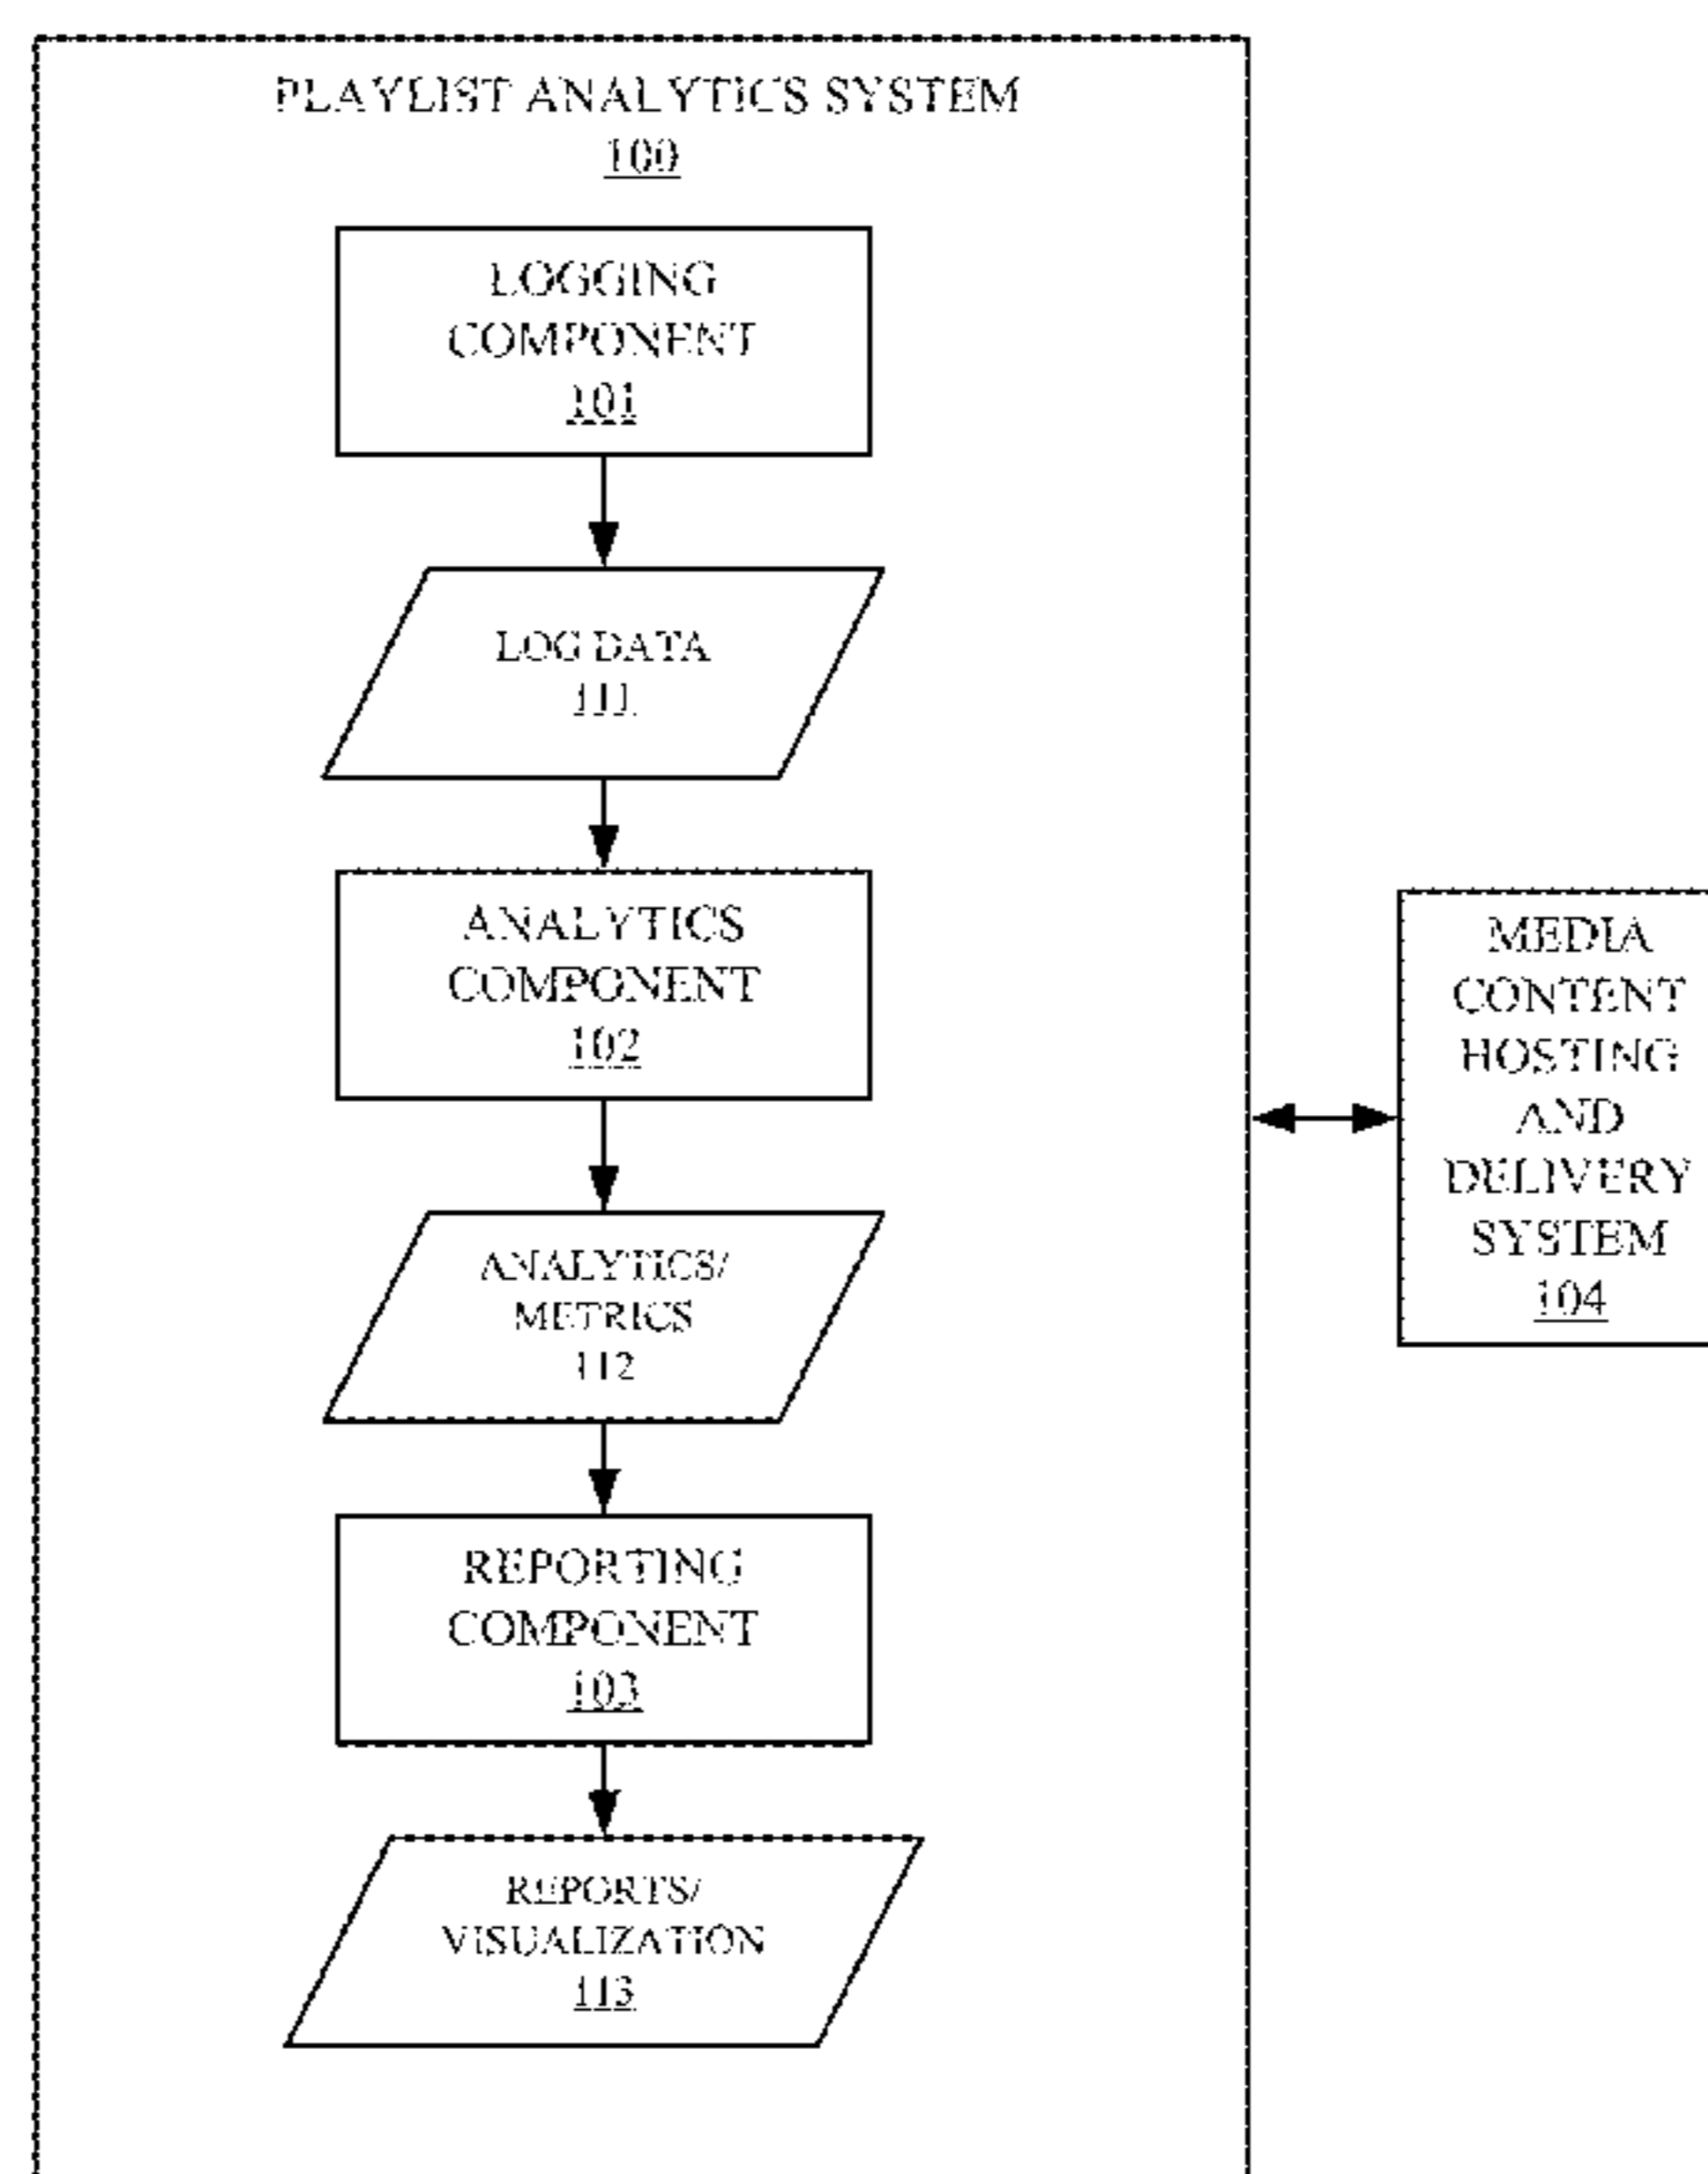 PLAYLIST ANALYTICS SYSTEM
100
LOGGING
COMPONENT
101
LOG DATA
111
ANALYTICS
COMPONENT
102
ANALYTICS/
METRICS
112
REPORTING
COMPONENT
103
REPORTS/
VISUALIZATION
113
MEDIA
CONTENT
HOSTING
AND
DELIVERY
SYSTEM
104